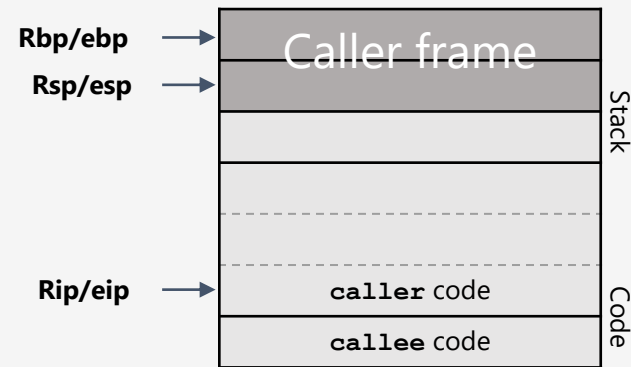 Rbp/ebp
Caller frame
Rsp/esp
Stack
Rip/eip
caller code
Code
callee code